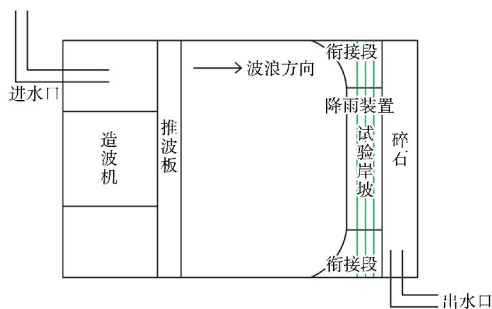 衔接段
波浪方向
进水口
降雨装置
造波机
推波板
试验岸坡
碎石
衔接段
出水口